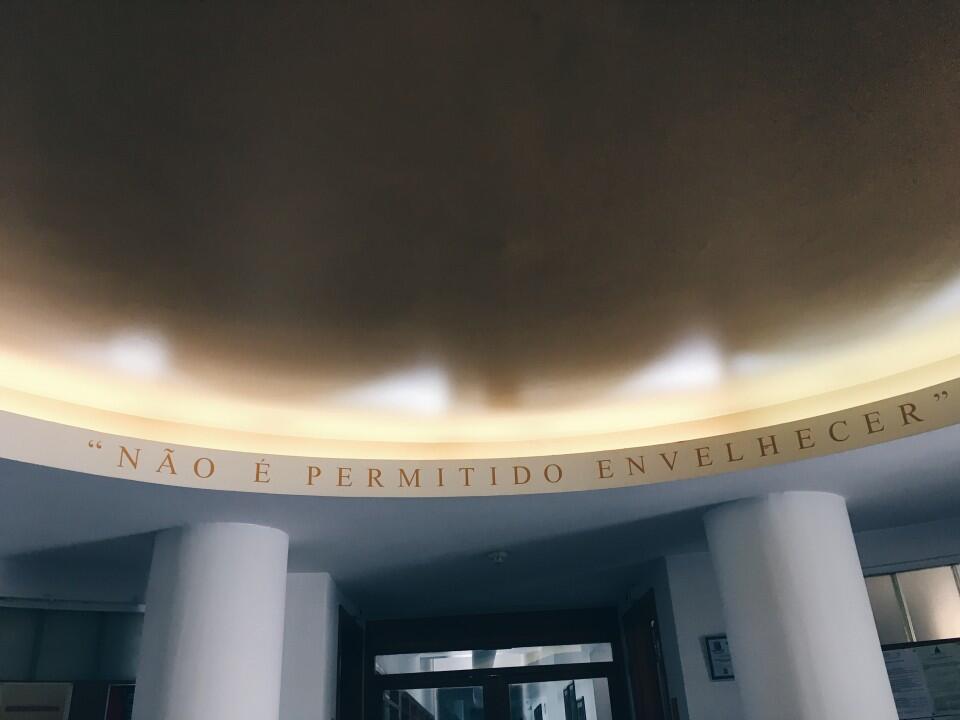 “NÃO É PERMITIDO ENVELHECER”